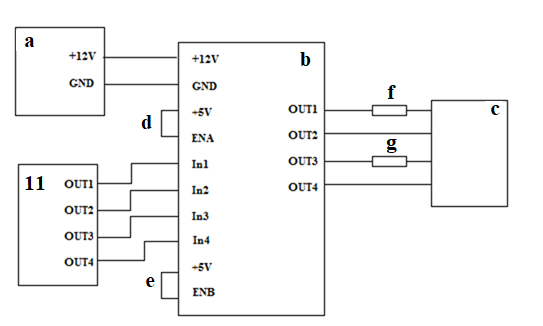 a
+12V
GND
b
+12V
GND
+5V
ENA
In1
In2
In3
In4
+5V
ENB
OUT1
OUT2
OUT3
OUT4
c
d
e
f
g
11
OUT1
OUT2
OUT3
OUT4